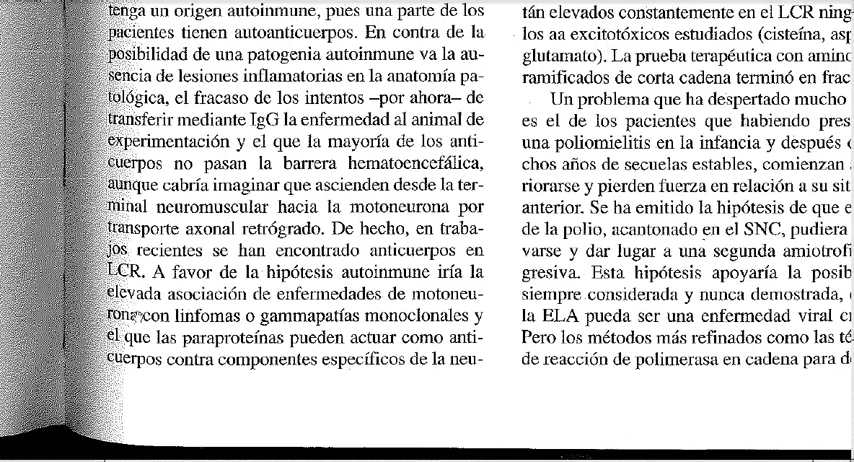 tenga un origen autoinmune, pues una parte de los
pacientes tienen autoanticuerpos. En contra de la
posibilidad de una patogenia autoinmune va la au-
sencia de lesiones inflamatorias en la anatomía pa-
tológica, el fracaso de los intentos –por ahora– de
transferir mediante IgG la enfermedad al animal de
experimentación y el que la mayoría de los anti-
cuerpos no pasan la barrera hematoencefálica,
aunque cabría imaginar que ascienden desde la ter-
minal neuromuscular hacia la motoneurona por
transporte axonal retrógrado. De hecho, en traba-
jos recientes se han encontrado anticuerpos en
LCR. A favor de la hipótesis autoinmune iría la
elevada asociación de enfermedades de motoneu-
rona con linfomas o gammapatías monoclonales y
el que las paraproteínas pueden actuar como anti-
cuerpos contra componentes específicos de la neu-
tán elevados constantemente en el LCR ning
los aa excitotóxicos estudiados (cisteína, asp
glutamato). La prueba terapéutica con amino
ramificados de corta cadena terminó en frac
Un problema que ha despertado mucho
es el de los pacientes que habiendo pres
una poliomielitis en la infancia y después
chos años de secuelas estables, comienzan
riorarse y pierden fuerza en relación a su sit
anterior. Se ha emitido la hipótesis de que e
de la polio, acantonado en el SNC, pudiera
varse y dar lugar a una segunda amiotrofi
gresiva. Esta hipótesis apoyaría la posib
siempre considerada y nunca demostrada,
la ELA pueda ser una enfermedad viral cr
Pero los métodos más refinados como las té
de reacción de polimerasa en cadena para d